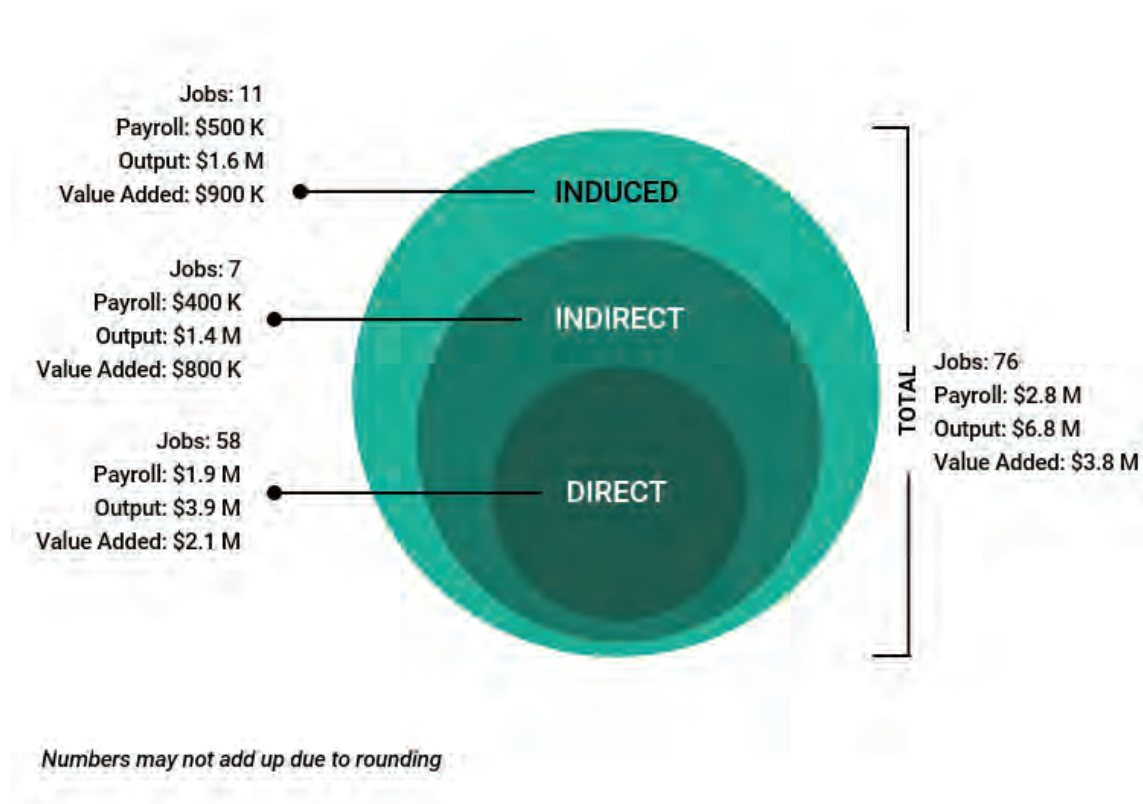 Jobs: 11
Payroll: $500 K
Output: $1.6 M
Value Added: $900 K
INDUCED
Jobs: 7
Payroll: $400 K
Output: $1.4 M
Value Added: $800 K
INDIRECT
Jobs: 58
Payroll: $1.9 M
Output: $3.9 M
Value Added: $2.1 M
DIRECT
TOTAL
Jobs: 76
Payroll: $2.8 M
Output: $6.8 M
Value Added: $3.8 M
Numbers may not add up due to rounding